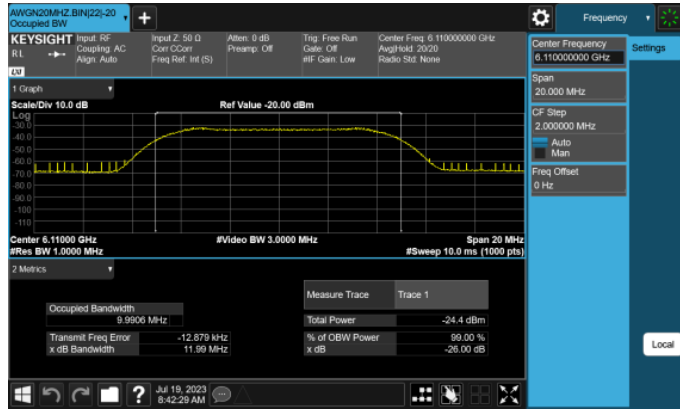 AWGN20MHZ.BIN|22|-20
Occupied BW
Frequency
KEYSIGHT
R L
Input: RF
Coupling: AC
Align: Auto
Input Z: 50 Ω
Corr CCorr
Freq Ref: Int (S)
Atten: 0 dB
Preamp: Off
Trig: Free Run
Gate: Off
#IF Gain: Low
Center Freq: 6.110000000 GHz
Avg|Hold: 20/20
Radio Std: None
Center Frequency
6.110000000 GHz
Settings
Span
20.000 MHz
CF Step
2.000000 MHz
Auto
Man
Freq Offset
0 Hz
1 Graph
Scale/Div 10.0 dB
Ref Value -20.00 dBm
Log
-30.0
-40.0
-50.0
-60.0
-70.0
-80.0
-90.0
-100
-110
Center 6.11000 GHz
#Video BW 3.0000 MHz
Span 20 MHz
#Res BW 1.0000 MHz
#Sweep 10.0 ms (1000 pts)
2 Metrics
Measure Trace Trace 1
Occupied Bandwidth
9.9906 MHz
Total Power -24.4 dBm
Transmit Freq Error -12.879 kHz
% of OBW Power 99.00 %
x dB Bandwidth 11.99 MHz
x dB -26.00 dB
Local
Jul 19, 2023
8:42:29 AM